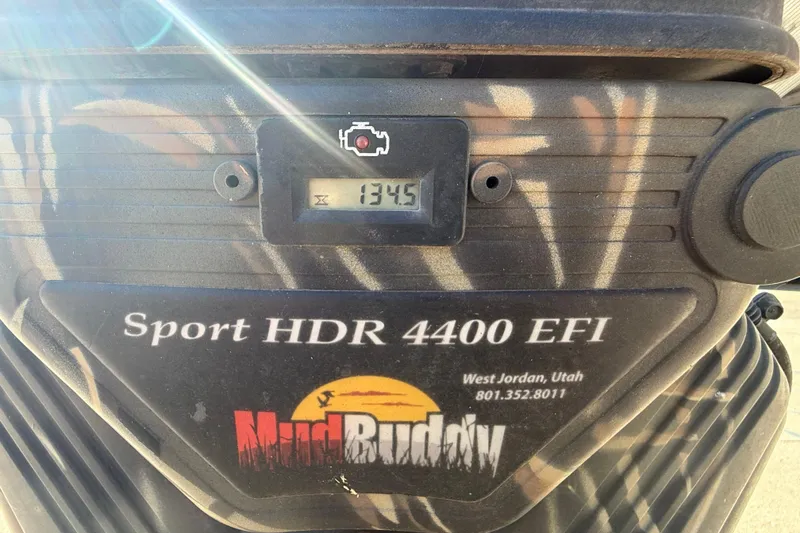 134.5
Sport HDR 4400 EFI
West Jordan, Utah
801.352.8011
MudBuddy